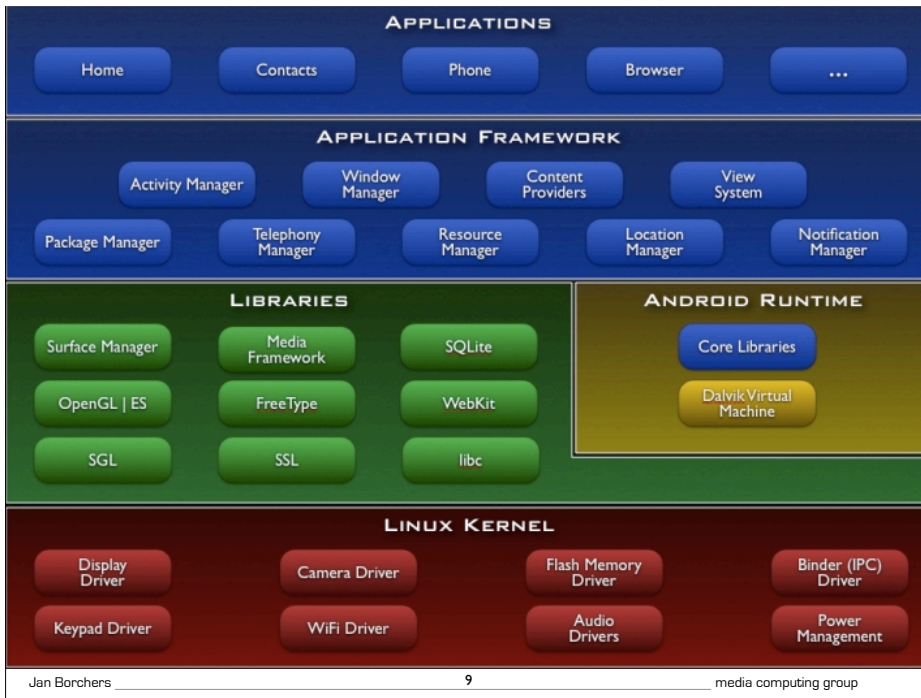 APPLICATIONS
Home
Contacts
Phone
Browser
...
APPLICATION FRAMEWORK
Activity Manager
Window
Manager
Content
Providers
View
System
Package Manager
Telephony
Manager
Resource
Manager
Location
Manager
Notification
Manager
LIBRARIES
Surface Manager
Media
Framework
SQLite
OpenGL | ES
FreeType
WebKit
SGL
SSL
libc
ANDROID RUNTIME
Core Libraries
Dalvik Virtual
Machine
LINUX KERNEL
Display
Driver
Camera Driver
Flash Memory
Driver
Binder (IPC)
Driver
Keypad Driver
WiFi Driver
Audio
Drivers
Power
Management
Jan Borchers 9 media computing group